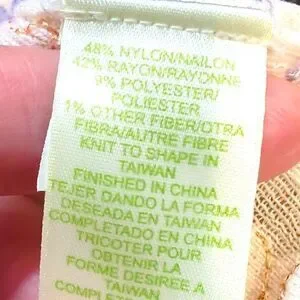 48% NYLON/NAILON
42% RAYON/RAYONNE
9% POLYESTER/
POLIESTER
1% OTHER FIBER/OTRA
FIBRA/AUTRE FIBRE
KNIT TO SHAPE IN
TAIWAN
FINISHED IN CHINA
TEJER DANDO LA FORMA
DESEADA EN TAIWAN
COMPLETADO EN CHINA
TRICOTER POUR
OBTENIR LA
FORME DESIREE A
TAIWAN